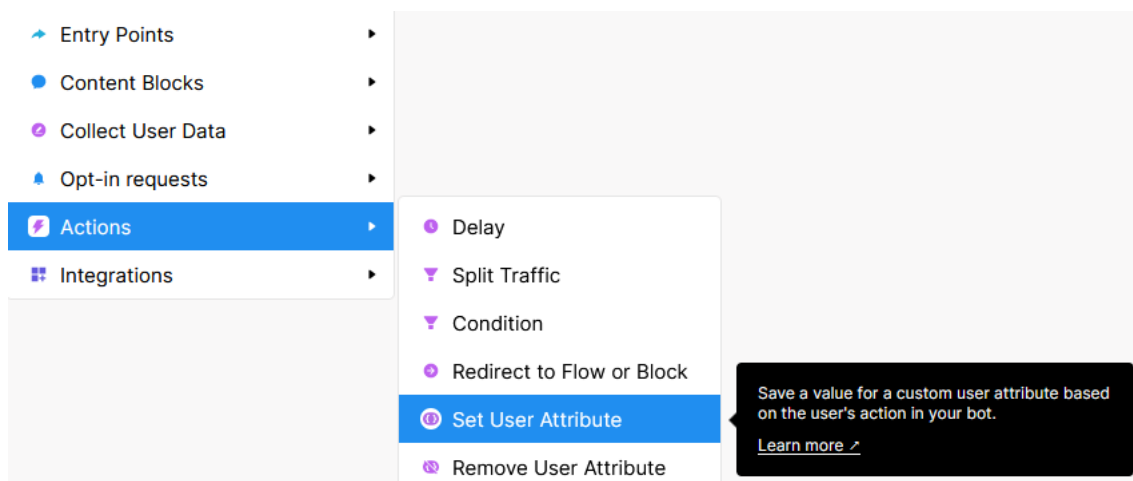 Entry Points
Content Blocks
Collect User Data
Opt-in requests
Actions
Integrations
Delay
Split Traffic
Condition
Redirect to Flow or Block
Set User Attribute
Remove User Attribute
Save a value for a custom user attribute based
on the user's action in your bot.
Learn more ↗